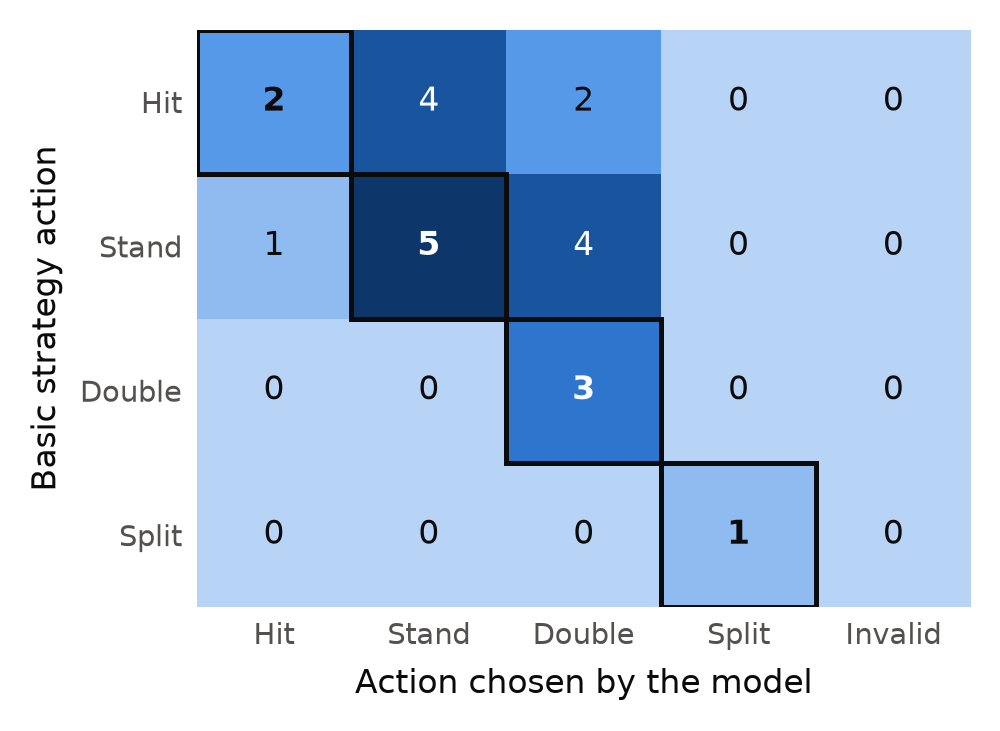 Basic strategy action
Hit 2 4 2 0 0
Stand 1 5 4 0 0
Double 0 0 3 0 0
Split 0 0 0 1 0
Hit Stand Double Split Invalid
Action chosen by the model